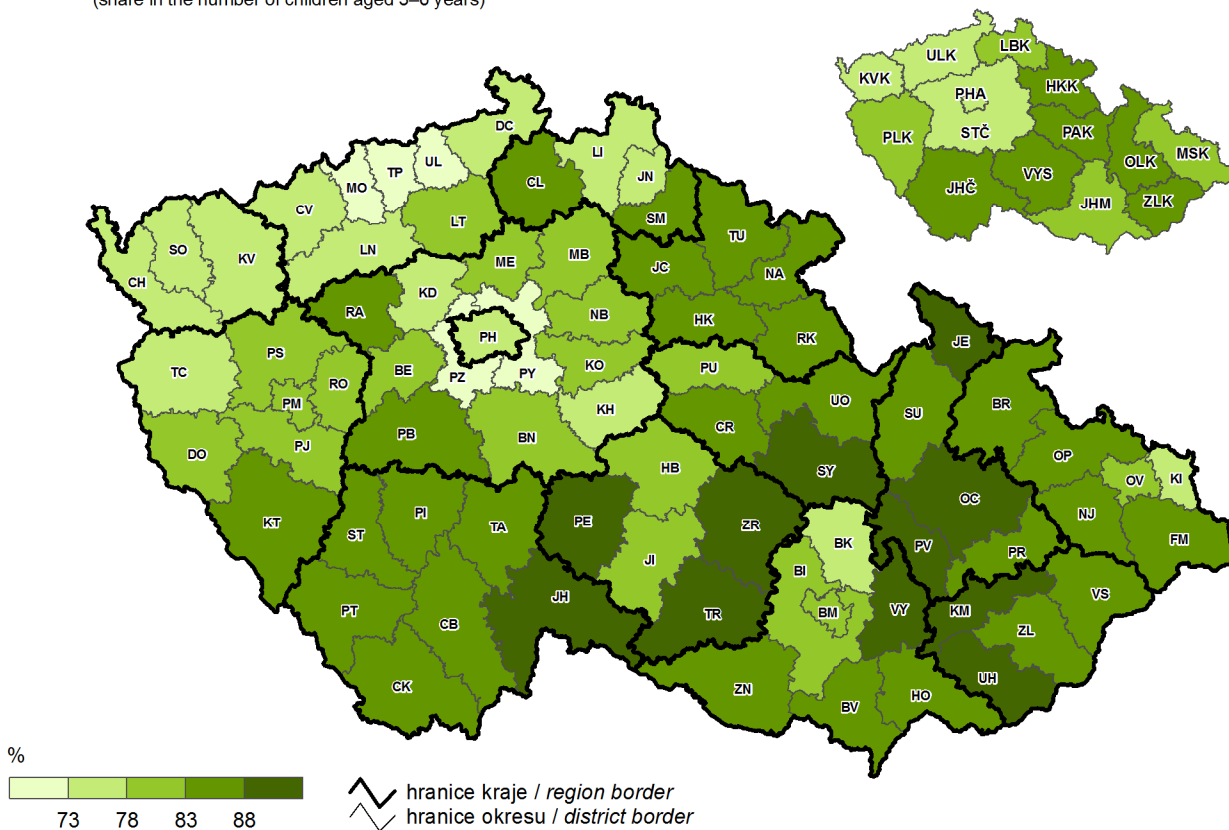 (share in the number of children aged 3–6 years)
ULK
LBK
KVK
PHA
HKK
STČ
PLK
PAK
MSK
OLK
VYS
JHČ
JHM
ZLK
DC
UL
TP
MO
LI
JN
CL
CV
LT
SM
TU
LN
SO
KV
CH
ME
MB
JC
NA
KD
RA
NB
HK
RK
PH
JE
PS
TC
RO
BE
PZ
PY
KO
PU
PM
KH
UO
SU
BR
PJ
DO
PB
BN
CR
HB
SY
OP
OV
KI
KT
PI
ST
TA
PE
ZR
OC
NJ
FM
JI
BK
PV
PR
BI
JH
TR
BM
VY
KM
VS
PT
CB
ZL
CK
UH
ZN
BV
HO
%
73 78 83 88
hranice kraje / region border
hranice okresu / district border